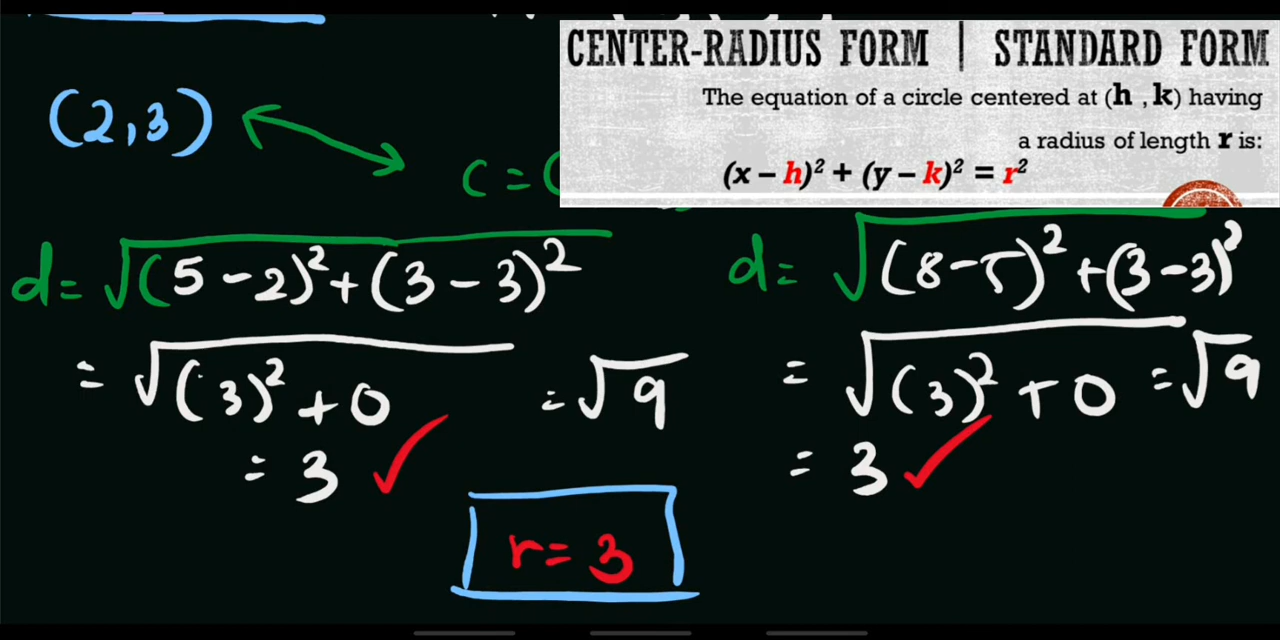 CENTER-RADIUS FORM | STANDARD FORM
The equation of a circle centered at (h , k) having
a radius of length r is:
(x – h)² + (y – k)² = r²
(2,3)
c = (
d = √(5 - 2)² + (3 - 3)²
= √(3)² + 0 = √9
= 3 ✓
d = √(8 - 5)² + (3 - 3)²
= √(3)² + 0 = √9
= 3 ✓
r = 3